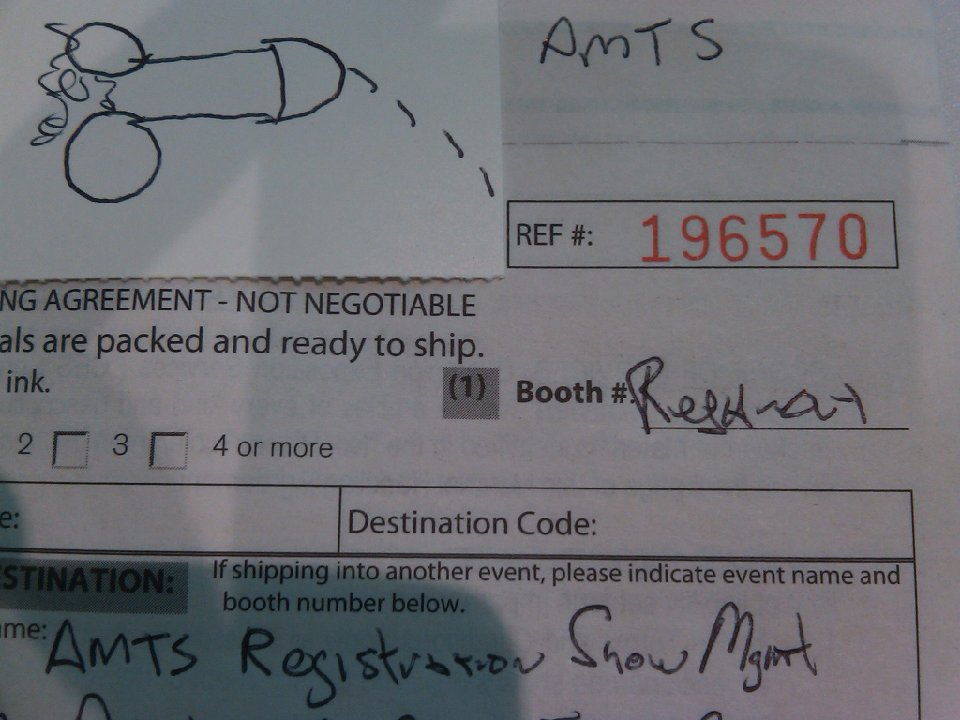 AMTS
REF #: 196570
NG AGREEMENT - NOT NEGOTIABLE
als are packed and ready to ship.
ink.
(1) Booth #:
2 3 4 or more
e: Destination Code:
STINATION: If shipping into another event, please indicate event name and
booth number below.
ame: AMTS Registration Show Mgmt